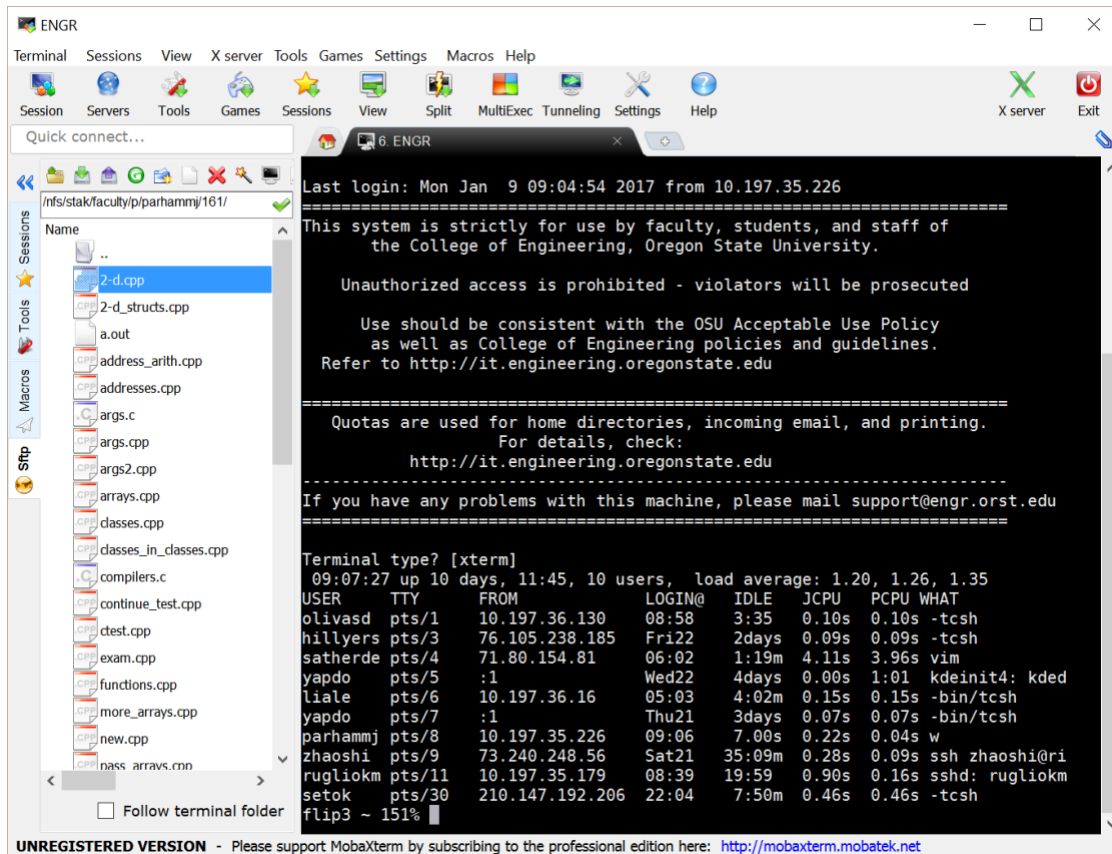 ENGR
Terminal Sessions View X server Tools Games Settings Macros Help
Session Servers Tools Games Sessions View Split MultiExec Tunneling Settings Help X server Exit
Quick connect...
6. ENGR
/nfs/stak/faculty/p/parhammj/161/
Name
..
2-d.cpp
2-d_structs.cpp
a.out
address_arith.cpp
addresses.cpp
args.c
args.cpp
args2.cpp
arrays.cpp
classes.cpp
classes_in_classes.cpp
compilers.c
continue_test.cpp
ctest.cpp
exam.cpp
functions.cpp
more_arrays.cpp
new.cpp
pass_arrays.cpp
Follow terminal folder
Sessions
Tools
Macros
Sftp
Last login: Mon Jan  9 09:04:54 2017 from 10.197.35.226
========================================================================
This system is strictly for use by faculty, students, and staff of
the College of Engineering, Oregon State University.
Unauthorized access is prohibited - violators will be prosecuted
Use should be consistent with the OSU Acceptable Use Policy
as well as College of Engineering policies and guidelines.
Refer to http://it.engineering.oregonstate.edu
========================================================================
Quotas are used for home directories, incoming email, and printing.
For details, check:
http://it.engineering.oregonstate.edu
------------------------------------------------------------------------
If you have any problems with this machine, please mail support@engr.orst.edu
========================================================================
Terminal type? [xterm]
09:07:27 up 10 days, 11:45, 10 users,  load average: 1.20, 1.26, 1.35
USER     TTY      FROM             LOGIN@   IDLE   JCPU   PCPU WHAT
olivasd  pts/1    10.197.36.130    08:58    3:35   0.10s  0.10s -tcsh
hillyers pts/3    76.105.238.185   Fri22    2days  0.09s  0.09s -tcsh
satherde pts/4    71.80.154.81     06:02    1:19m  4.11s  3.96s vim
yapdo    pts/5    :1               Wed22    4days  0.00s  1:01  kdeinit4: kded
liale    pts/6    10.197.36.16     05:03    4:02m  0.15s  0.15s -bin/tcsh
yapdo    pts/7    :1               Thu21    3days  0.07s  0.07s -bin/tcsh
parhammj pts/8    10.197.35.226    09:06    7.00s  0.22s  0.04s w
zhaoshi  pts/9    73.240.248.56    Sat21   35:09m  0.28s  0.09s ssh zhaoshi@ri
rugliokm pts/11   10.197.35.179    08:39   19:59   0.90s  0.16s sshd: rugliokm
setok    pts/30   210.147.192.206  22:04    7:50m  0.46s  0.46s -tcsh
flip3 ~ 151%
UNREGISTERED VERSION - Please support MobaXterm by subscribing to the professional edition here: http://mobaxterm.mobatek.net